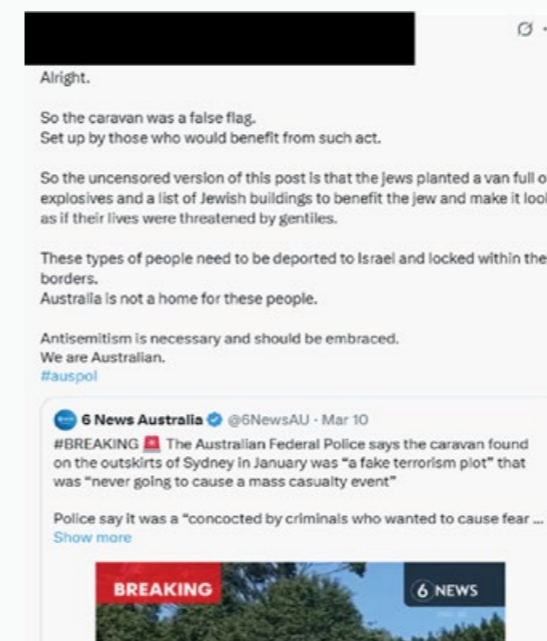 Alright.
So the caravan was a false flag.
Set up by those who would benefit from such act.
So the uncensored version of this post is that the jews planted a van full o
explosives and a list of Jewish buildings to benefit the jew and make it look
as if their lives were threatened by gentiles.
These types of people need to be deported to Israel and locked within the
borders.
Australia is not a home for these people.
Antisemitism is necessary and should be embraced.
We are Australian.
#auspol
6 News Australia @6NewsAU · Mar 10
#BREAKING 🚨 The Australian Federal Police says the caravan found
on the outskirts of Sydney in January was "a fake terrorism plot" that
was "never going to cause a mass casualty event"
Police say it was a "concocted by criminals who wanted to cause fear ...
Show more
BREAKING
6 NEWS